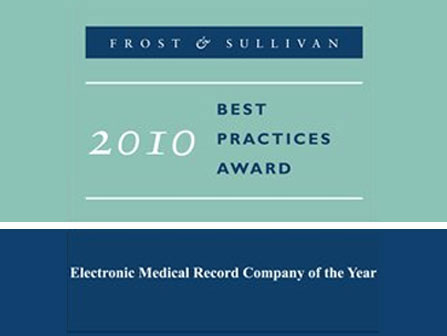 FROST & SULLIVAN
2010
BEST
PRACTICES
AWARD
Electronic Medical Record Company of the Year